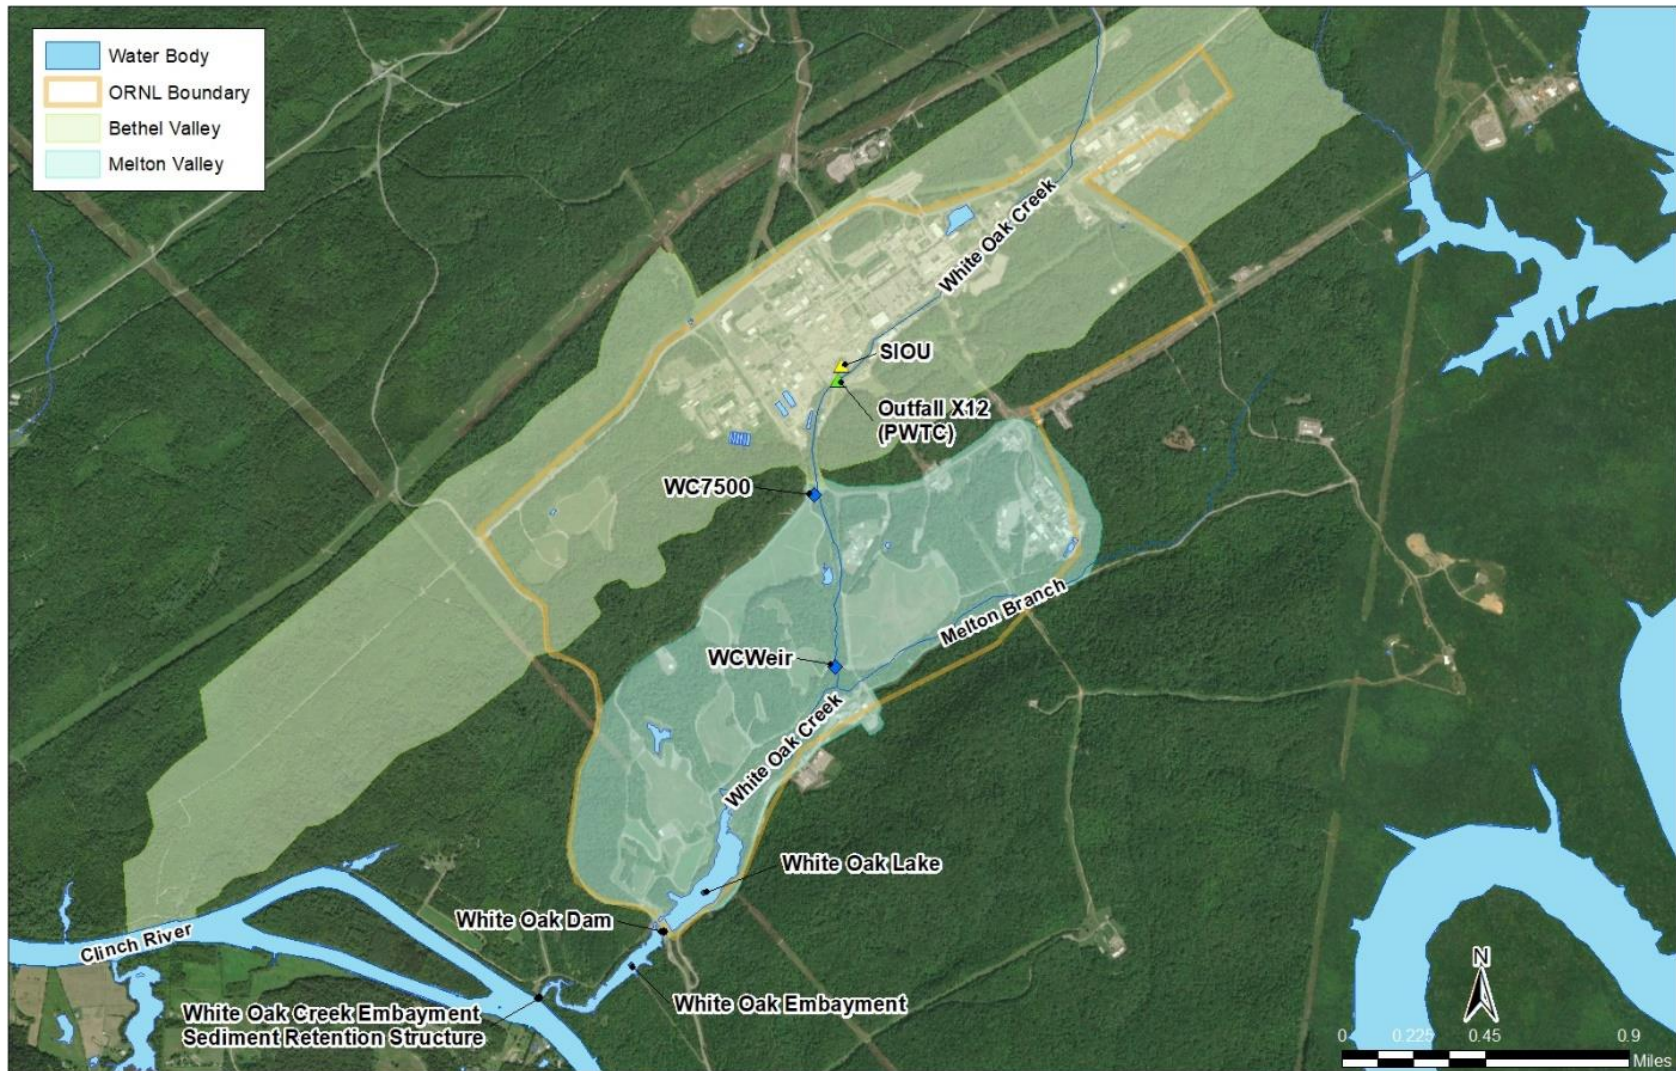 Water Body
ORNL Boundary
Bethel Valley
Melton Valley
White Oak Creek
SIOU
Outfall X12
(PWTC)
WC7500
Melton Branch
WCWeir
White Oak Creek
White Oak Lake
White Oak Dam
Clinch River
White Oak Embayment
White Oak Creek Embayment
Sediment Retention Structure
N
0 0.225 0.45 0.9
Miles